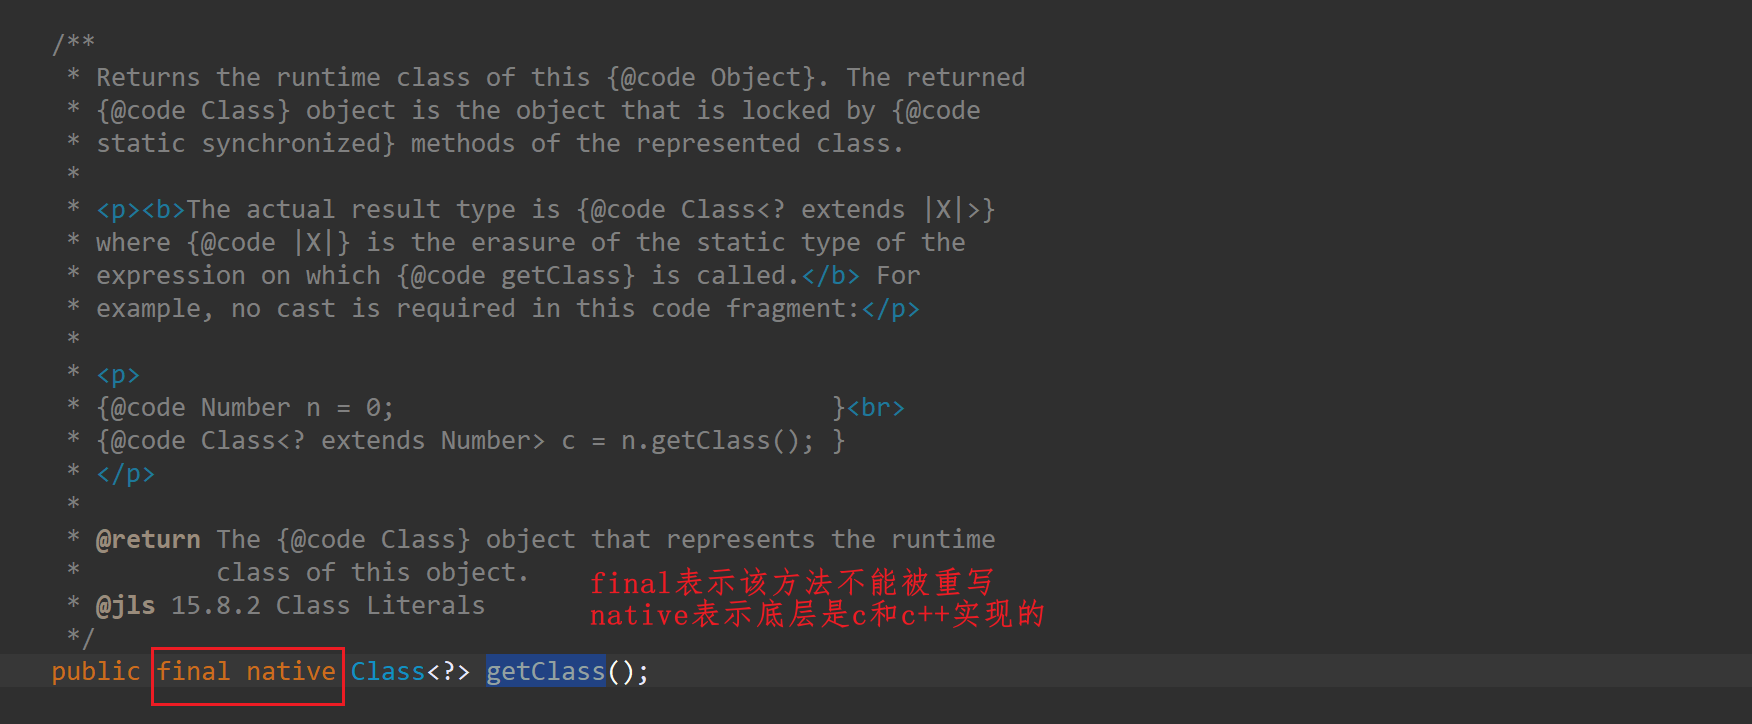 /**
* Returns the runtime class of this {@code Object}. The returned
* {@code Class} object is the object that is locked by {@code
* static synchronized} methods of the represented class.
*
* <p><b>The actual result type is {@code Class<? extends |X|>}
* where {@code |X|} is the erasure of the static type of the
* expression on which {@code getClass} is called.</b> For
* example, no cast is required in this code fragment:</p>
*
* <p>
* {@code Number n = 0;                             }<br>
* {@code Class<? extends Number> c = n.getClass(); }
* </p>
*
* @return The {@code Class} object that represents the runtime
*         class of this object.
final表示该方法不能被重写
* @jls 15.8.2 Class Literals
native表示底层是c和c++实现的
*/
public final native Class<?> getClass();